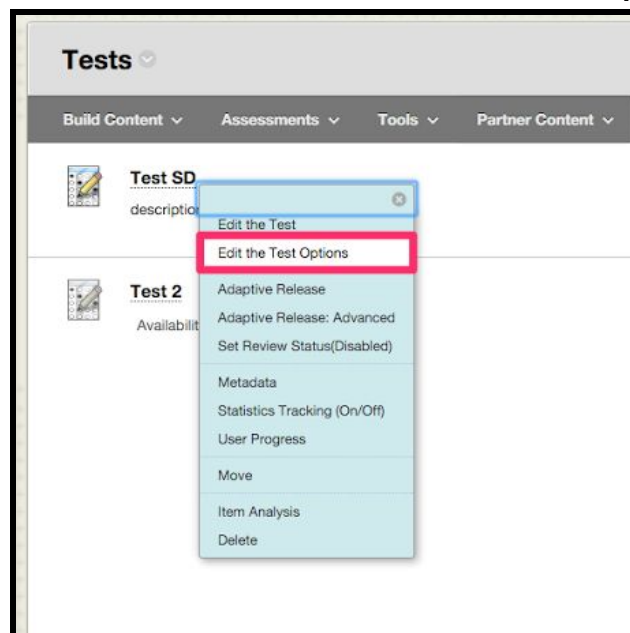 Tests
Build Content Assessments Tools Partner Content
Test SD
description
Edit the Test
Edit the Test Options
Test 2
Adaptive Release
Availabilit
Adaptive Release: Advanced
Set Review Status(Disabled)
Metadata
Statistics Tracking (On/Off)
User Progress
Move
Item Analysis
Delete